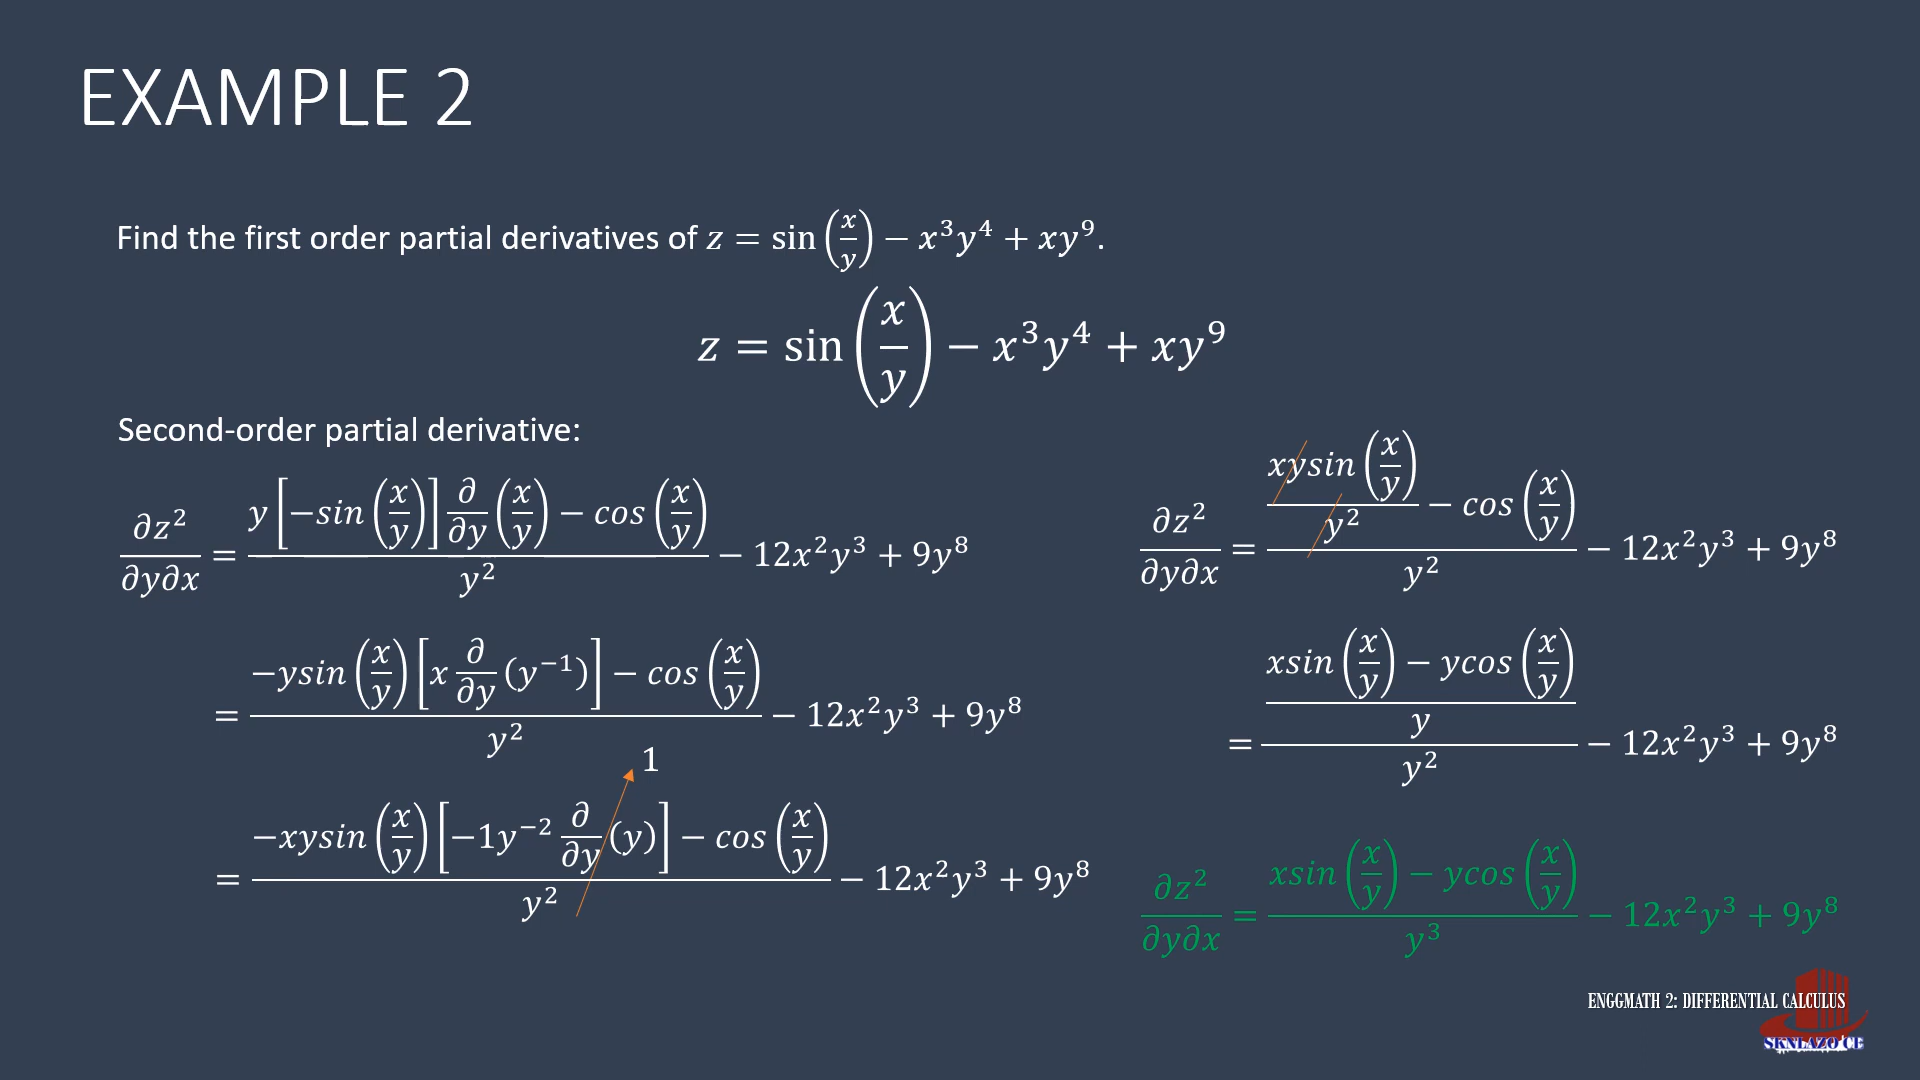 EXAMPLE 2
Find the first order partial derivatives of z = sin(x/y) − x³y⁴ + xy⁹.
z = sin(x/y) − x³y⁴ + xy⁹
Second-order partial derivative:
∂z²/∂y∂x = (y[−sin(x/y)] ∂/∂y (x/y) − cos(x/y))/y² − 12x²y³ + 9y⁸
= (−ysin(x/y)[x ∂/∂y (y⁻¹)] − cos(x/y))/y² − 12x²y³ + 9y⁸
1
= (−xysin(x/y)[−1y⁻² ∂/∂y (y)] − cos(x/y))/y² − 12x²y³ + 9y⁸
∂z²/∂y∂x = ((xysin(x/y))/y² − cos(x/y))/y² − 12x²y³ + 9y⁸
= ((xsin(x/y) − ycos(x/y))/y)/y² − 12x²y³ + 9y⁸
∂z²/∂y∂x = (xsin(x/y) − ycos(x/y))/y³ − 12x²y³ + 9y⁸
ENGGMATH 2: DIFFERENTIAL CALCULUS